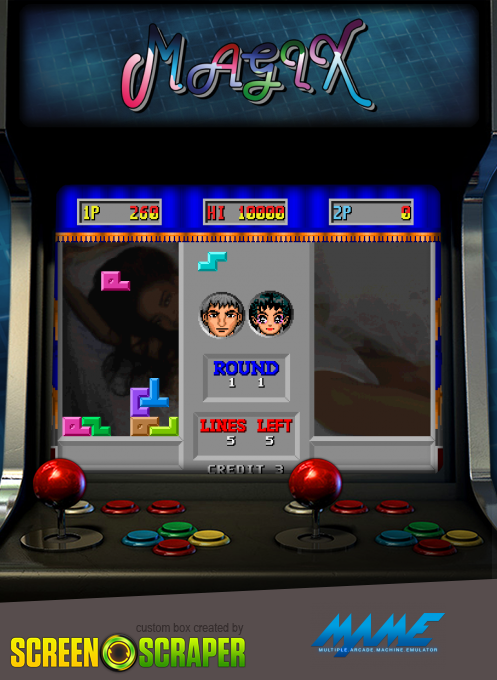 MAGIX
1P 260 HI 10000 2P 0
ROUND
1 1
LINES LEFT
5 5
CREDIT 3
custom box created by
SCREEN SCRAPER
MAME
MULTIPLE ARCADE MACHINE EMULATOR